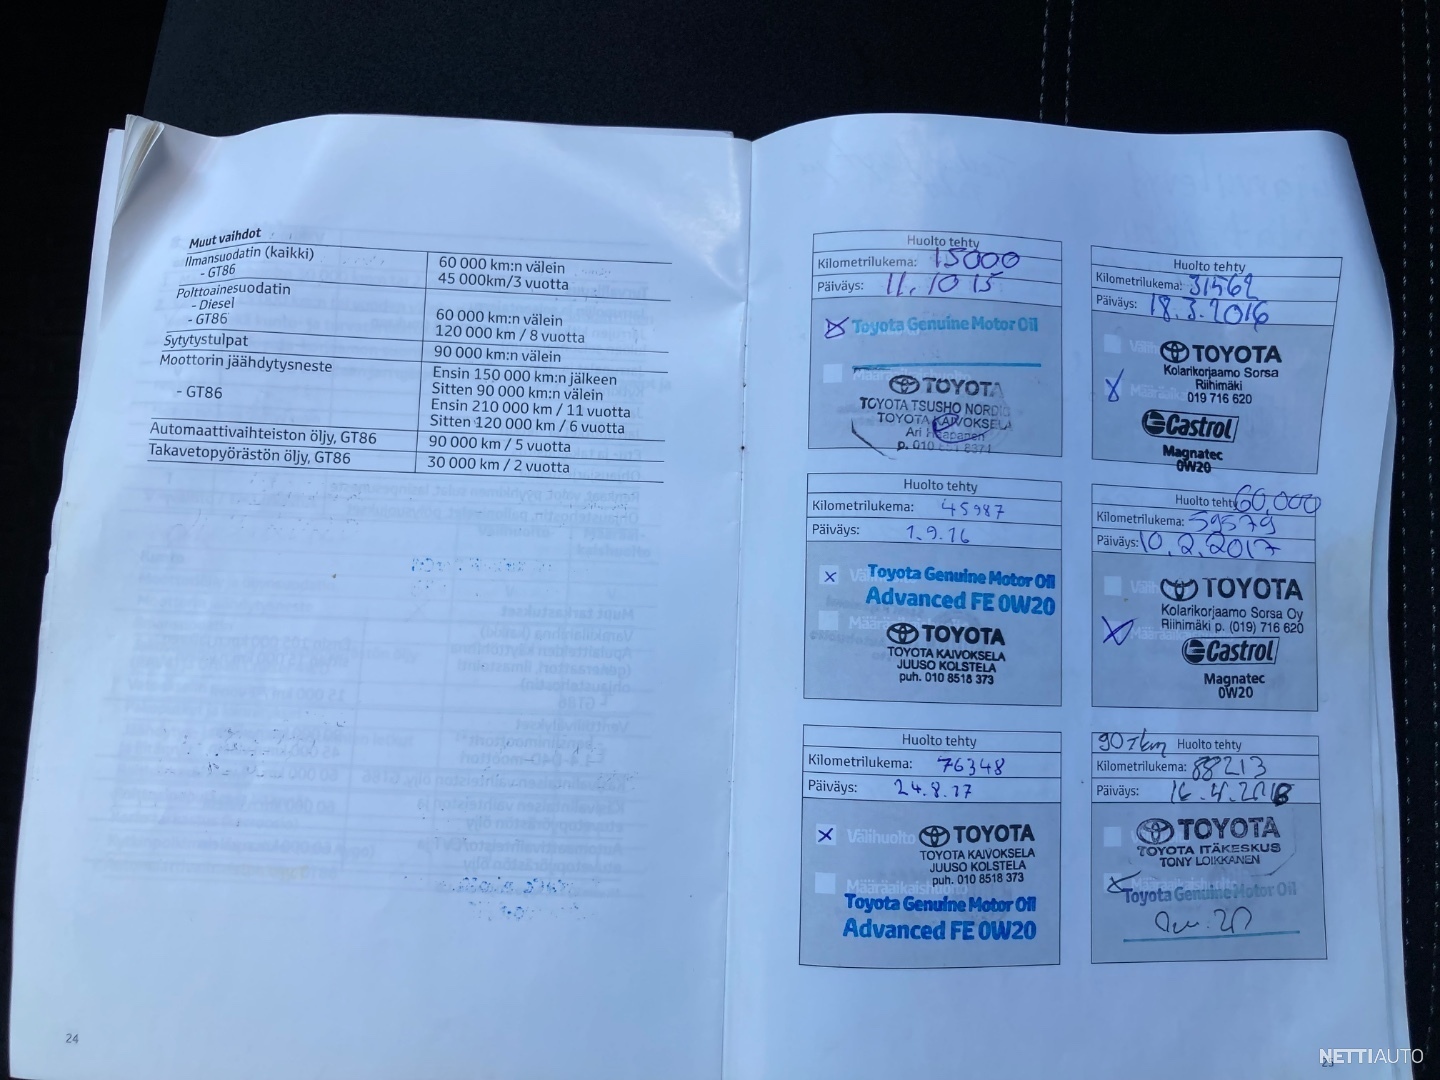 Muut vaihdot
Ilmansuodatin (kaikki) 60 000 km:n välein
- GT86 45 000km/3 vuotta
Polttoainesuodatin
- Diesel 60 000 km:n välein
- GT86 120 000 km / 8 vuotta
Sytytystulpat 90 000 km:n välein
Moottorin jäähdytysneste Ensin 150 000 km:n jälkeen
Sitten 90 000 km:n välein
- GT86 Ensin 210 000 km / 11 vuotta
Sitten 120 000 km / 6 vuotta
Automaattivaihteiston öljy, GT86 90 000 km / 5 vuotta
Takavetopyörästön öljy, GT86 30 000 km / 2 vuotta
24
Huolto tehty
Kilometrilukema: 15000
Päiväys: 11.10 15
Toyota Genuine Motor Oil
TOYOTA
TOYOTA TSUSHO NORDIC
TOYOTA KAIVOKSELA
Ari Haapanen
p. 010 8374
Huolto tehty
Kilometrilukema: 31562
Päiväys: 18.3.2016
TOYOTA
Kolarikorjaamo Sorsa
Riihimäki
019 716 620
Castrol
Magnatec
0W20
Huolto tehty
Kilometrilukema: 45987
Päiväys: 1.9.16
Toyota Genuine Motor Oil
Advanced FE 0W20
TOYOTA
TOYOTA KAIVOKSELA
JUUSO KOLSTELA
puh. 010 8518 373
Huolto tehty 60.000
Kilometrilukema: 59579
Päiväys: 10.2.2017
TOYOTA
Kolarikorjaamo Sorsa Oy
Riihimäki p. (019) 716 620
Määräaik
Castrol
Magnatec
0W20
Huolto tehty
Kilometrilukema: 76348
Päiväys: 24.8.17
Välihuolto
TOYOTA
TOYOTA KAIVOKSELA
JUUSO KOLSTELA
puh. 010 8518 373
Määräaikaishuolto
Toyota Genuine Motor Oil
Advanced FE 0W20
90 Tkm Huolto tehty
Kilometrilukema: 88213
Päiväys: 16.4.2018
TOYOTA
TOYOTA ITÄKESKUS
TONY LOIKKANEN
Toyota Genuine Motor Oil
NETTIAUTO